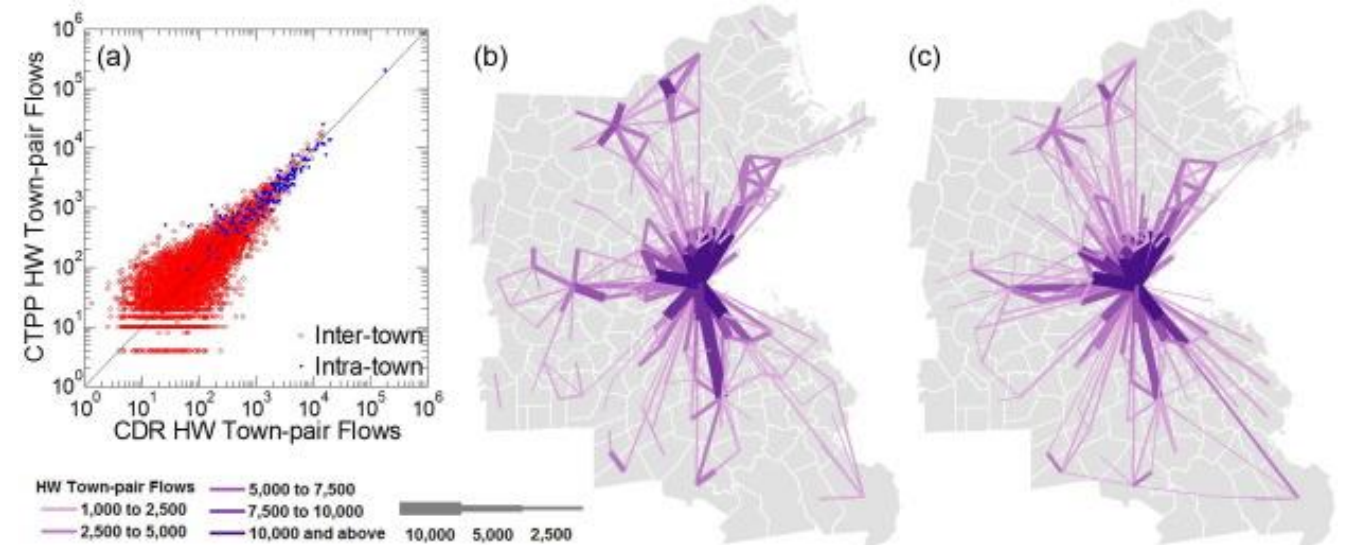 (a)
10^6
10^5
10^4
10^3
10^2
10^1
10^0
CTPP HW Town-pair Flows
Inter-town
Intra-town
10^0 10^1 10^2 10^3 10^4 10^5 10^6
CDR HW Town-pair Flows
(b)
(c)
HW Town-pair Flows
1,000 to 2,500
2,500 to 5,000
5,000 to 7,500
7,500 to 10,000
10,000 and above
10,000 5,000 2,500